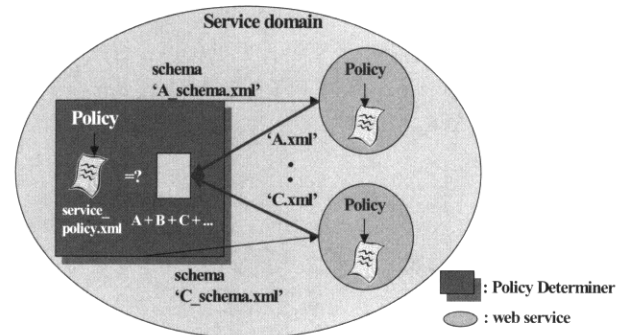 Service domain
schema
‘A_schema.xml’
Policy
Policy
‘A.xml’
=?
service_
policy.xml
A + B + C + ...
‘C.xml’
Policy
schema
‘C_schema.xml’
: Policy Determiner
: web service